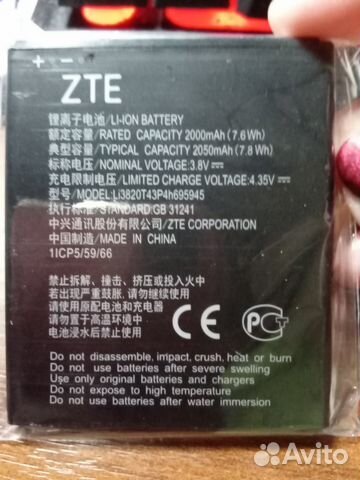 + -
ZTE
锂离子电池/LI-ION BATTERY
额定容量/RATED CAPACITY 2000mAh(7.6Wh)
典型容量/TYPICAL CAPACITY 2050mAh(7.8Wh)
标称电压/NOMINAL VOLTAGE:3.8V
充电限制电压/LIMITED CHARGE VOLTAGE:4.35V
型号/MODEL:Li3820T43P4h695945
执行标准/STANDARD:GB 31241
中兴通讯股份有限公司/ZTE CORPORATION
中国制造/MADE IN CHINA
1ICP5/59/66
禁止拆解、撞击、挤压或投入火中
若出现严重鼓胀，请勿继续使用
请使用原配电池和充电器
请勿置于高温环境中
电池浸水后禁止使用
CE
PCT
Do not disassemble, impact, crush, heat or burn
Do not use batteries after severe swelling
Use only original batteries and chargers
Do not expose to high temperature
Do not use batteries after water immersion
Avito